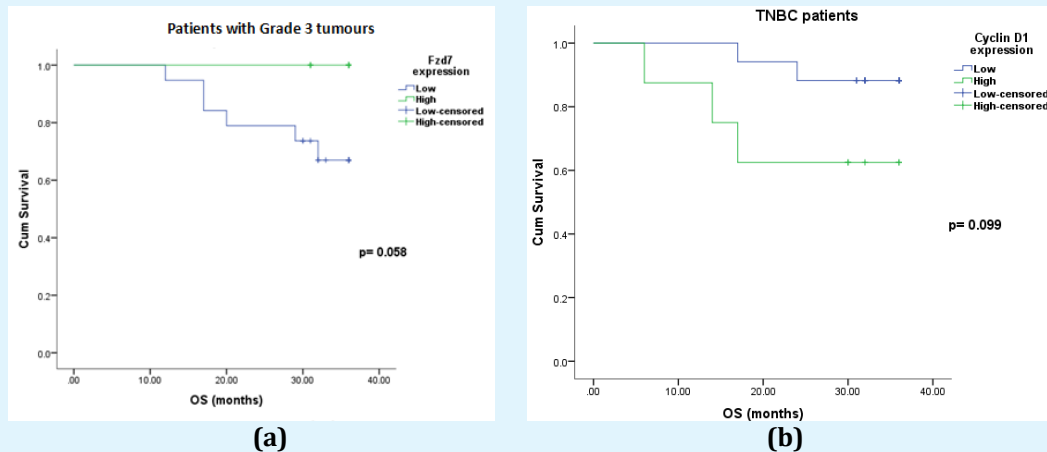 Patients with Grade 3 tumours
Fzd7
expression
Low
High
Low-censored
High-censored
1.0
0.8
0.6
0.4
0.2
0.0
Cum Survival
p= 0.058
.00
10.00
20.00
30.00
40.00
OS (months)
(a)
TNBC patients
Cyclin D1
expression
Low
High
Low-censored
High-censored
1.0
0.8
0.6
0.4
0.2
0.0
Cum Survival
p= 0.099
.00
10.00
20.00
30.00
40.00
OS (months)
(b)